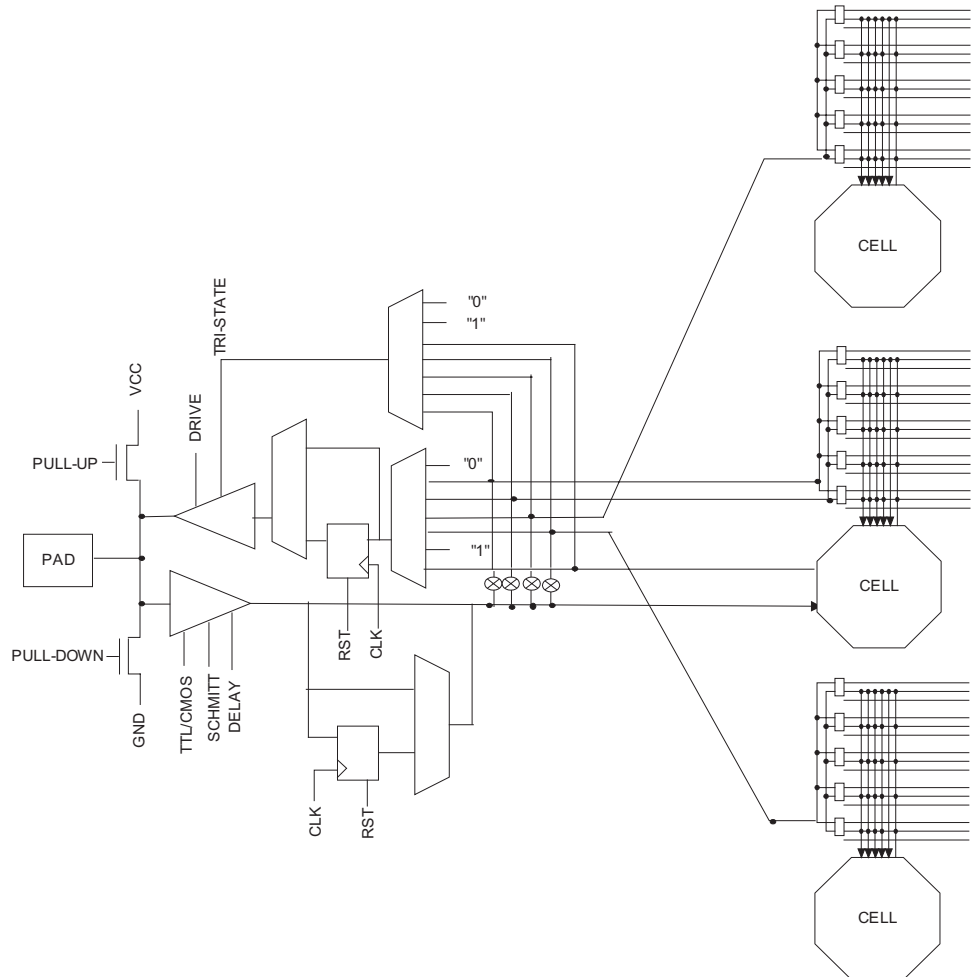 CELL
TRI-STATE
"0"
"1"
VCC
DRIVE
PULL-UP
"0"
PAD
"1"
CELL
RST
CLK
PULL-DOWN
GND
TTL/CMOS
SCHMITT
DELAY
CLK
RST
CELL